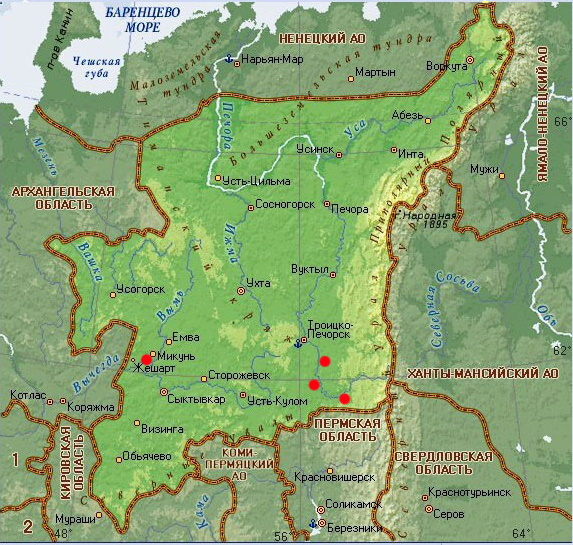 БАРЕНЦЕВО
МОРЕ
п-ов Канин
Чешская
губа
НЕНЕЦКИЙ АО
Нарьян-Мар
Малоземельская
тундра
Мартын
Большеземельская тундра
Воркута
Полярный
Урал
ЯМАЛО-НЕНЕЦКИЙ АО
Печора
Абезь
66°
Уса
Усинск
Инта
Мезень
Тиманский кряж
Мужи
АРХАНГЕЛЬСКАЯ
ОБЛАСТЬ
Усть-Цильма
Сосногорск
Печора
Приполярный
Урал
г.Народная
1895
Ижма
Вашка
Вымь
Усогорск
Ухта
Вуктыл
Северная Сосьва
Обь
Троицко-
Печорск
Емва
Микунь
Жешарт
62°
Вычегда
Сторожевск
ХАНТЫ-МАНСИЙСКИЙ АО
Котлас
Коряжма
Сыктывкар
Усть-Кулом
Визинга
ПЕРМСКАЯ
ОБЛАСТЬ
КИРОВСКАЯ
ОБЛАСТЬ
Обьячево
Северные Увалы
КОМИ-
ПЕРМЯЦКИЙ
АО
СВЕРДЛОВСКАЯ
ОБЛАСТЬ
1
Красновишерск
Краснотурьинск
Соликамск
Серов
Мураши
Кама
Березники
2
48°
56°
64°